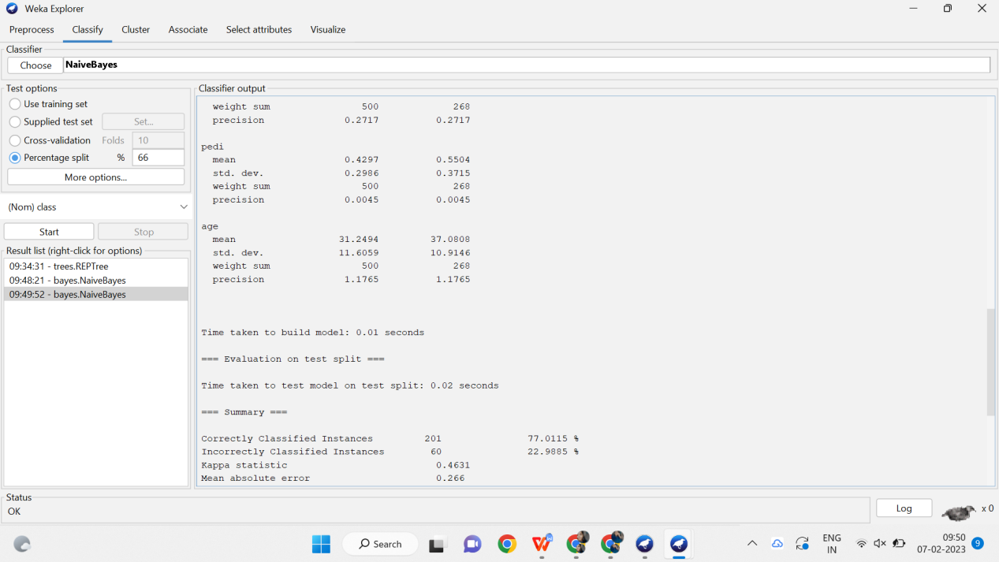 Weka Explorer
Preprocess Classify Cluster Associate Select attributes Visualize
Classifier
Choose NaiveBayes
Test options
Use training set
Supplied test set Set...
Cross-validation Folds 10
Percentage split % 66
More options...
(Nom) class
Start Stop
Result list (right-click for options)
09:34:31 - trees.REPTree
09:48:21 - bayes.NaiveBayes
09:49:52 - bayes.NaiveBayes
Classifier output
weight sum 500 268
precision 0.2717 0.2717
pedi
mean 0.4297 0.5504
std. dev. 0.2986 0.3715
weight sum 500 268
precision 0.0045 0.0045
age
mean 31.2494 37.0808
std. dev. 11.6059 10.9146
weight sum 500 268
precision 1.1765 1.1765
Time taken to build model: 0.01 seconds
=== Evaluation on test split ===
Time taken to test model on test split: 0.02 seconds
=== Summary ===
Correctly Classified Instances 201 77.0115 %
Incorrectly Classified Instances 60 22.9885 %
Kappa statistic 0.4631
Mean absolute error 0.266
Status
OK
Log x 0
Search
ENG
IN
09:50
07-02-2023
9